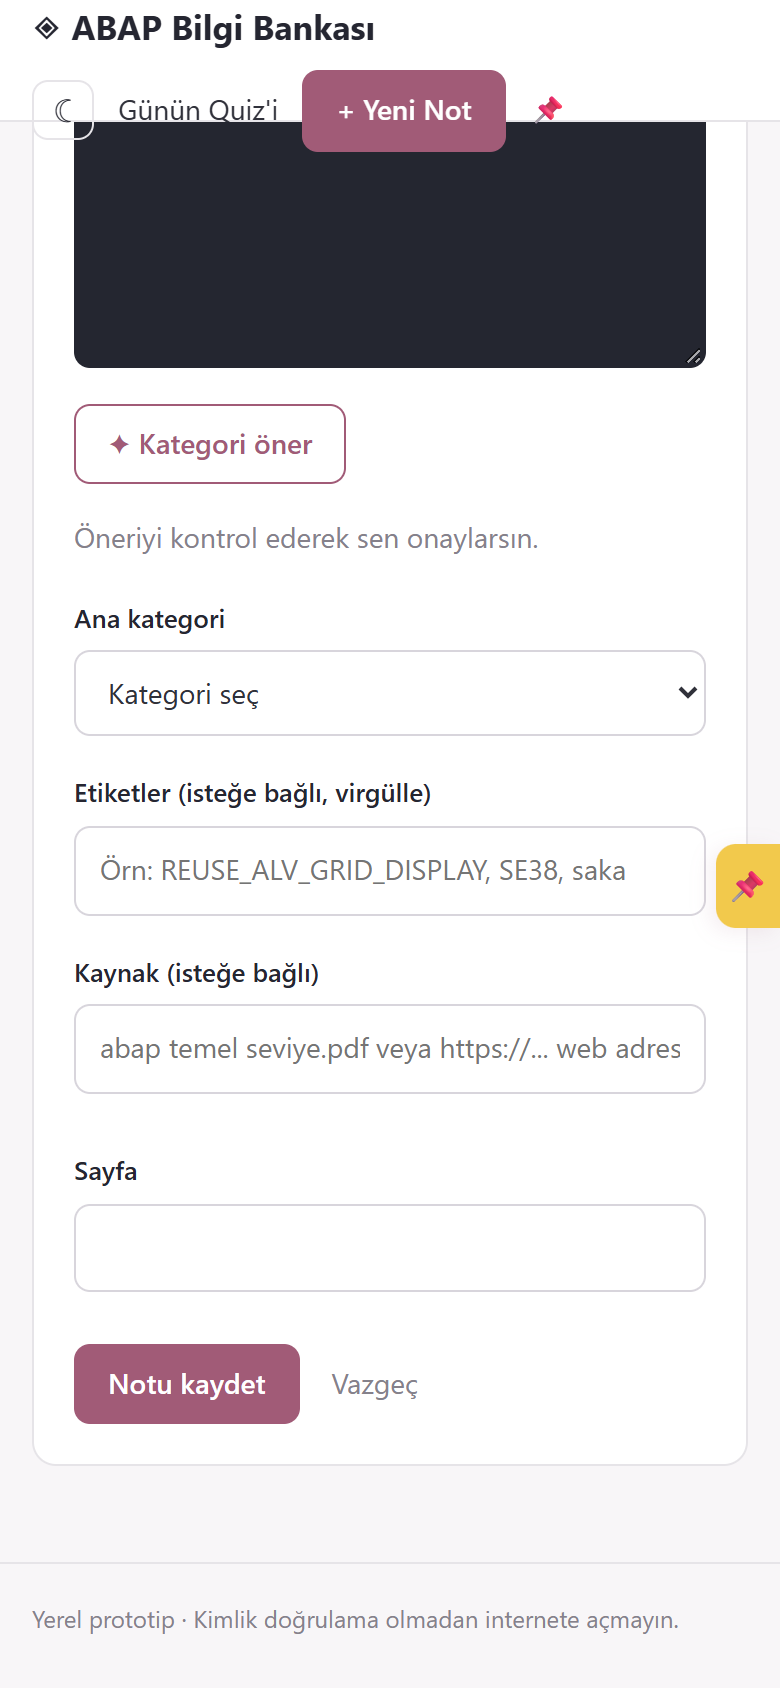 ABAP Bilgi Bankası
Günün Quiz'i
+ Yeni Not
✦ Kategori öner
Öneriyi kontrol ederek sen onaylarsın.
Ana kategori
Kategori seç
Etiketler (isteğe bağlı, virgülle)
Örn: REUSE_ALV_GRID_DISPLAY, SE38, saka
Kaynak (isteğe bağlı)
abap temel seviye.pdf veya https://... web adres
Sayfa
Notu kaydet
Vazgeç
Yerel prototip · Kimlik doğrulama olmadan internete açmayın.